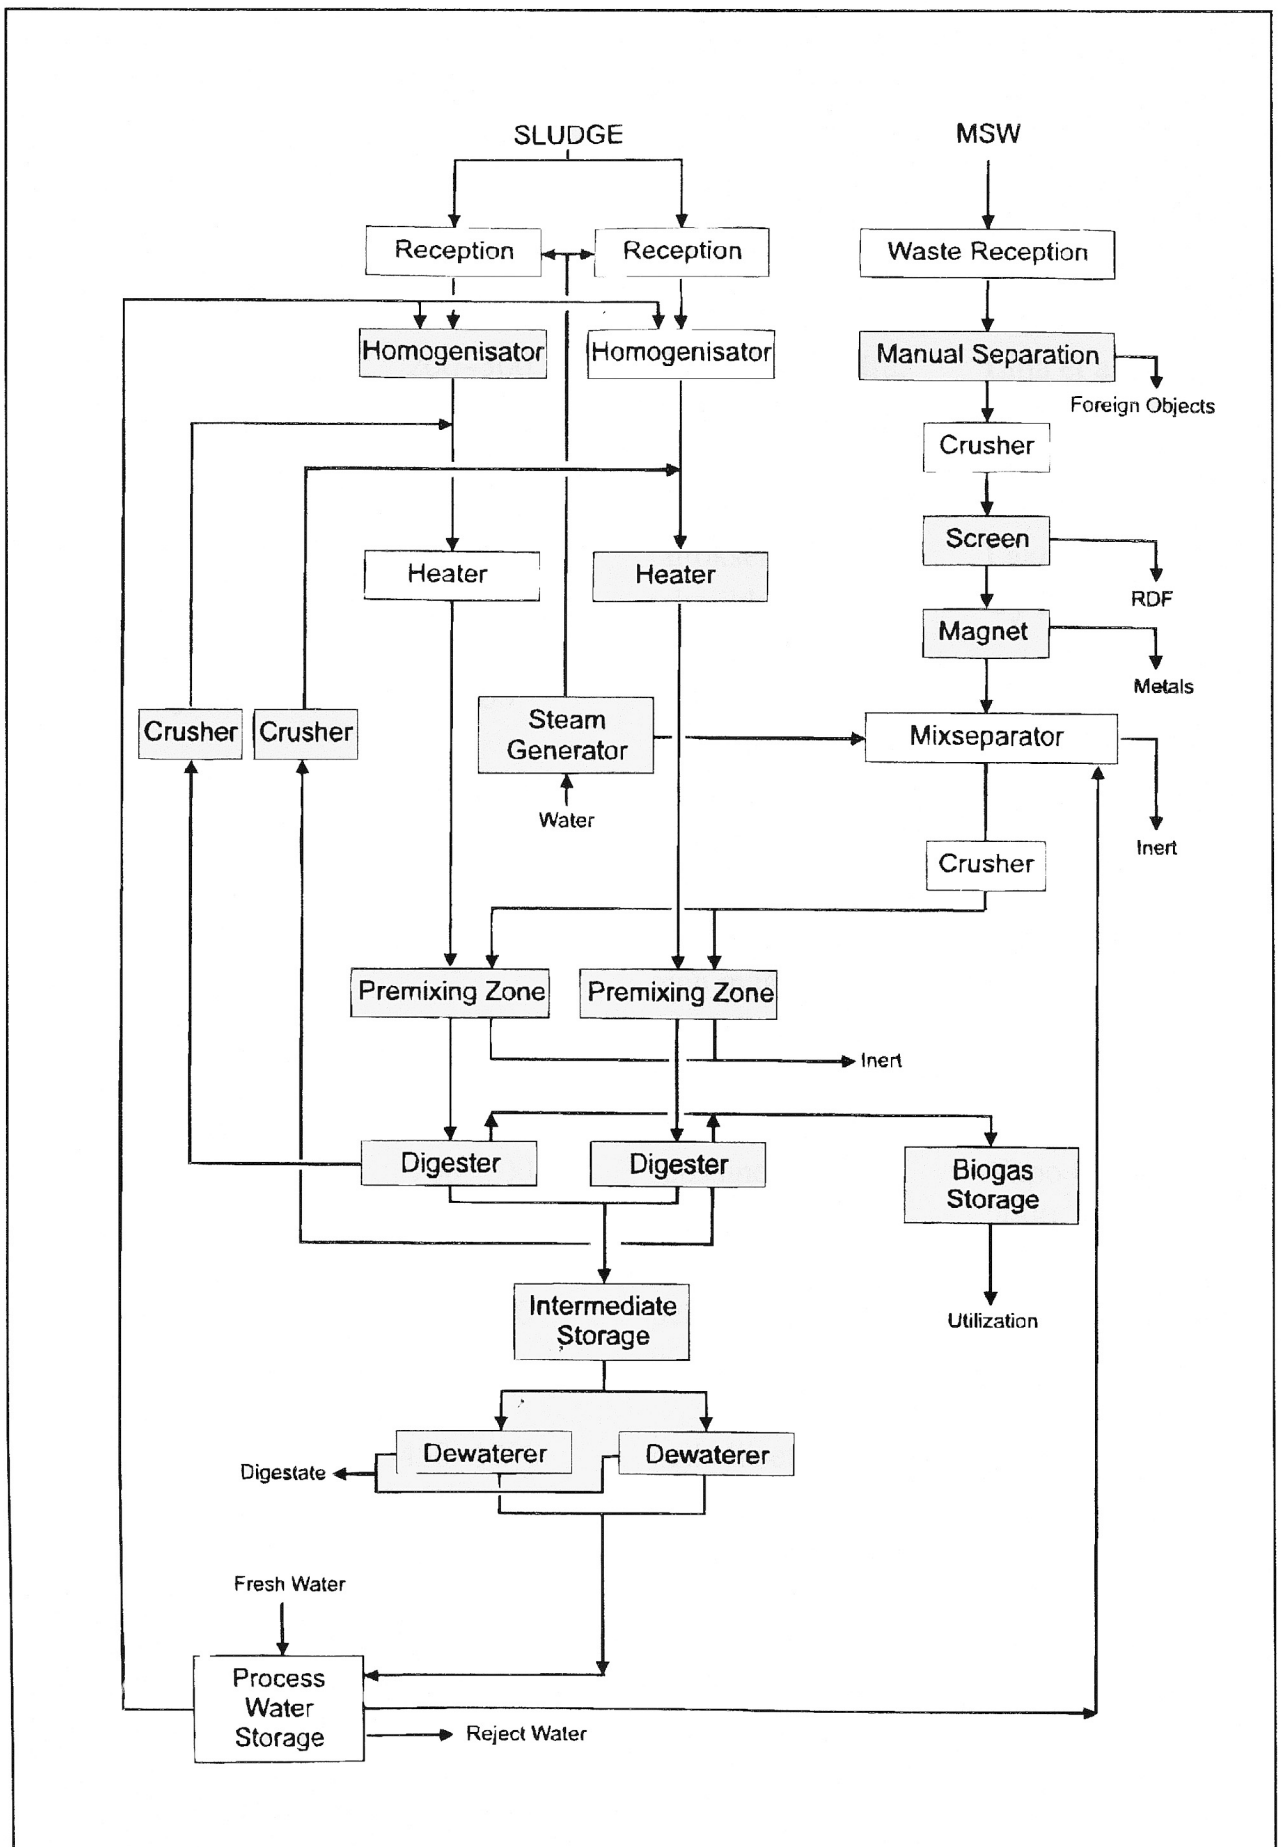 SLUDGE
MSW
Reception
Reception
Waste Reception
Homogenisator
Homogenisator
Manual Separation
Foreign Objects
Crusher
Screen
Heater
Heater
RDF
Magnet
Metals
Crusher
Crusher
Steam
Generator
Mixseparator
Water
Inert
Crusher
Premixing Zone
Premixing Zone
Inert
Digester
Digester
Biogas
Storage
Intermediate
Storage
Utilization
Dewaterer
Dewaterer
Digestate
Fresh Water
Process
Water
Storage
Reject Water